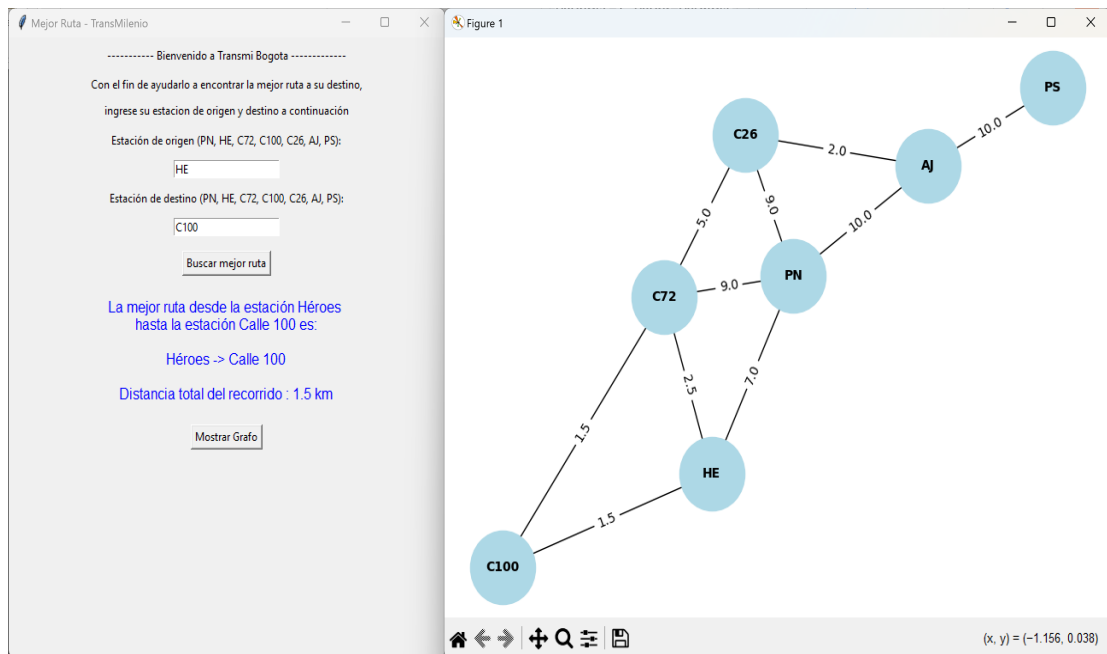 Mejor Ruta - TransMilenio
----------- Bienvenido a Transmi Bogota -------------
Con el fin de ayudarlo a encontrar la mejor ruta a su destino,
ingrese su estacion de origen y destino a continuación
Estación de origen (PN, HE, C72, C100, C26, AJ, PS):
HE
Estación de destino (PN, HE, C72, C100, C26, AJ, PS):
C100
Buscar mejor ruta
La mejor ruta desde la estación Héroes
hasta la estación Calle 100 es:
Héroes -> Calle 100
Distancia total del recorrido : 1.5 km
Mostrar Grafo
Figure 1
PS
10.0
C26
2.0
AJ
5.0
9.0
10.0
PN
9.0
C72
2.5
7.0
1.5
HE
1.5
C100
(x, y) = (−1.156, 0.038)